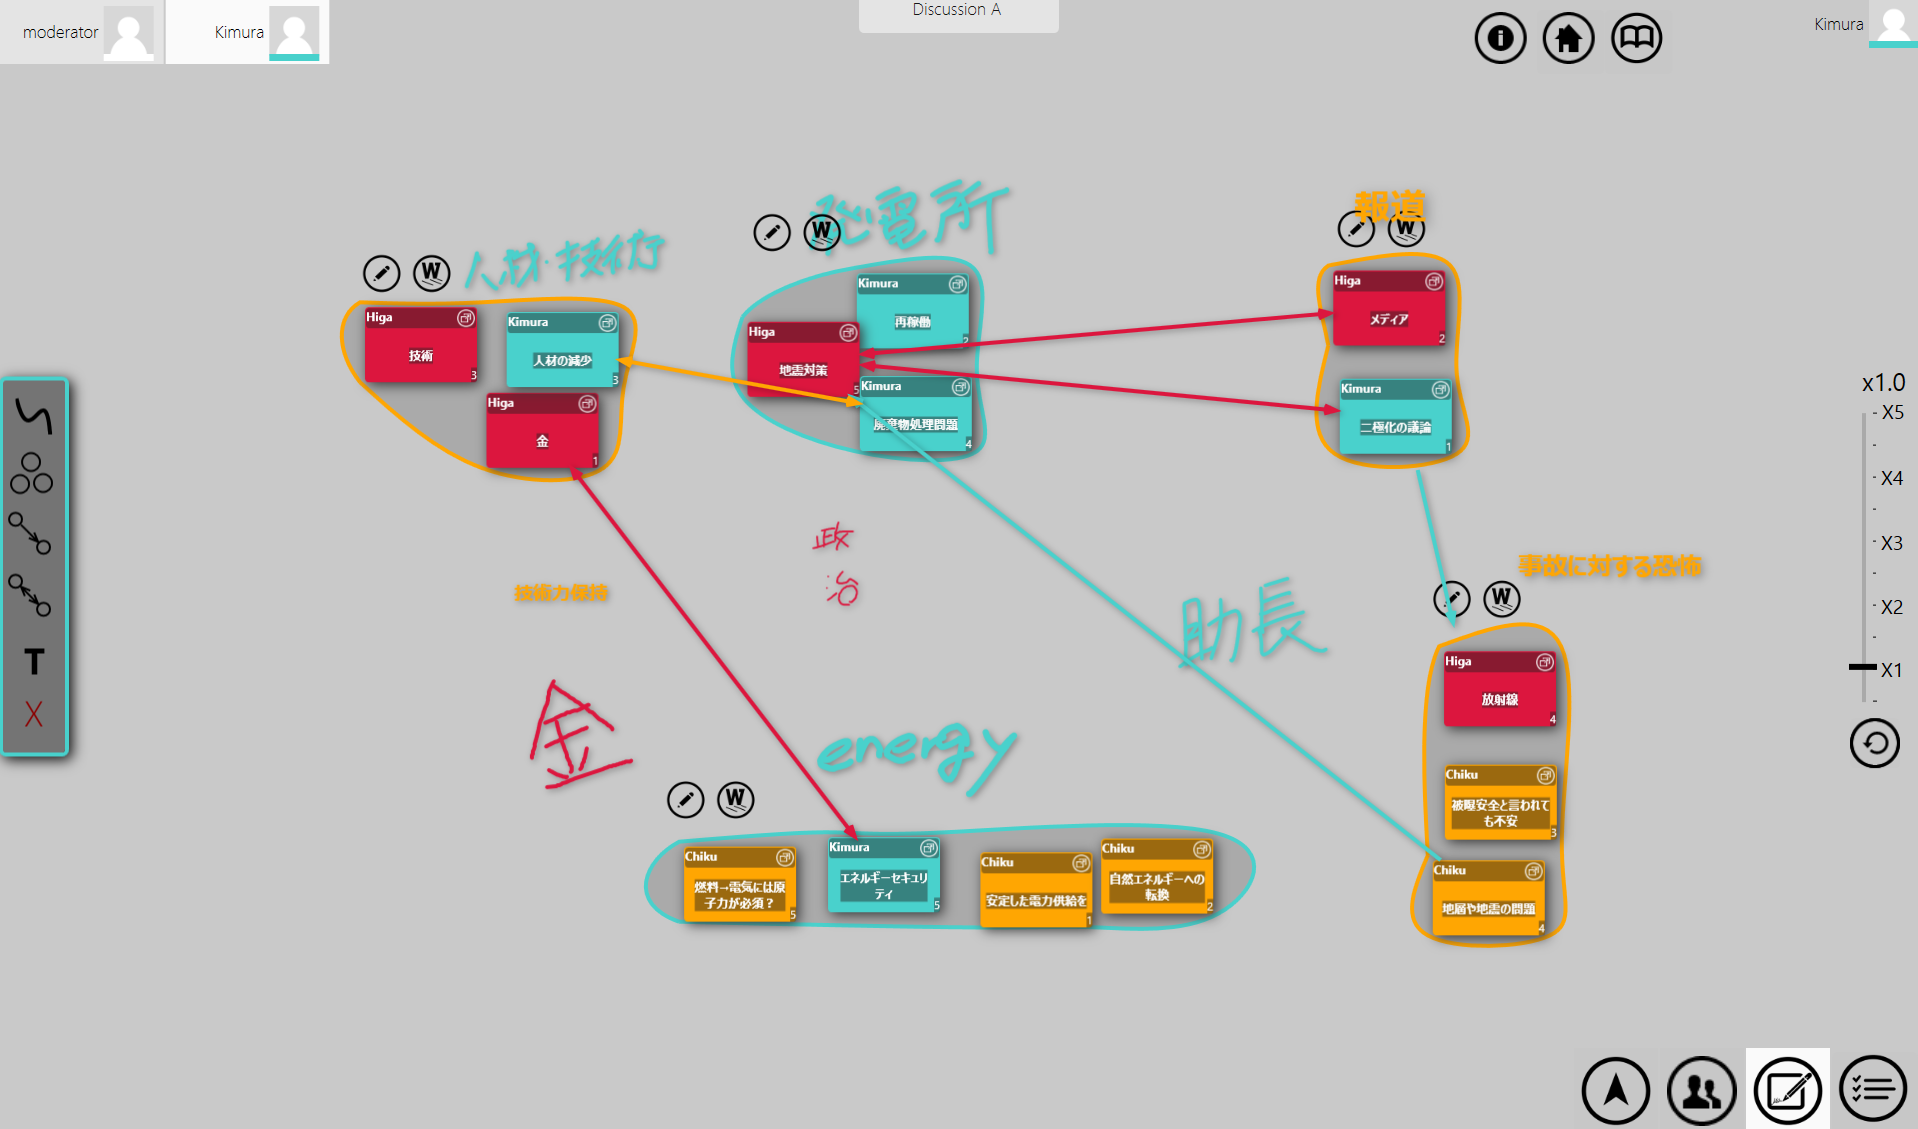 moderator
Kimura
Discussion A
Kimura
人材・技術
発電所
報道
W
W
W
Higa
技術
3
Kimura
人材の減少
3
Higa
金
1
Kimura
再稼働
2
Higa
地震対策
5
Kimura
廃棄物処理問題
4
Higa
メディア
2
Kimura
二極化の議論
1
x1.0
X5
X4
X3
X2
X1
T
X
政
治
技術力保持
助長
事故に対する恐怖
W
金
energy
W
Higa
放射線
4
Chiku
被曝安全と言われて
も不安
3
Chiku
地層や地震の問題
4
Chiku
燃料→電気には原
子力が必須？
5
Kimura
エネルギーセキュリ
ティ
5
Chiku
安定した電力供給を
1
Chiku
自然エネルギーへの
転換
2